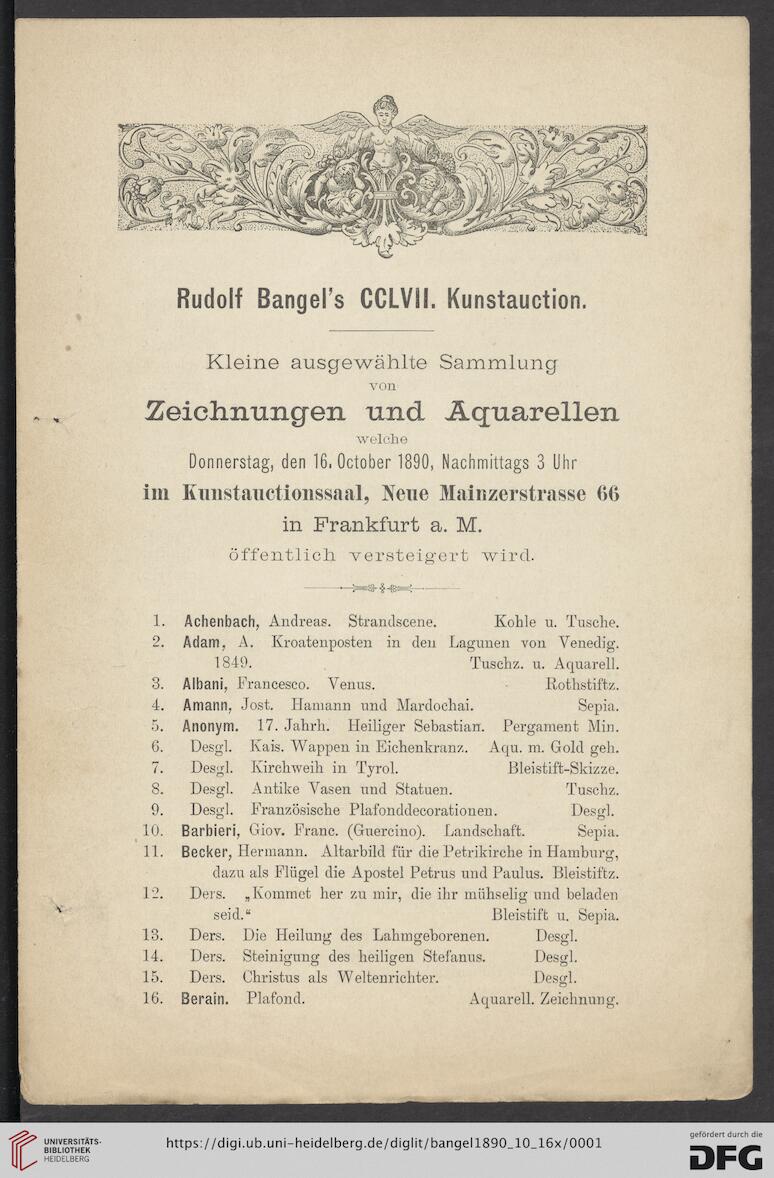 Rudolf Bangel's CCLVII. Kunstauction.
Kleine ausgewählte Sammlung
von
Zeichnungen und Aquarellen
welche
Donnerstag, den 16. October 1890, Nachmittags 3 Uhr
im Kunstauctionssaal, Neue Mainzerstrasse 66
in Frankfurt a. M.
öffentlich versteigert wird.
1. Achenbach, Andreas. Strandscene. Kohle u. Tusche.
2. Adam, A. Kroatenposten in den Lagunen von Venedig.
1849. Tuschz. u. Aquarell.
3. Albani, Francesco. Venus. Rothstiftz.
4. Amann, Jost. Hamann und Mardochai. Sepia.
5. Anonym. 17. Jahrh. Heiliger Sebastian. Pergament Min.
6. Desgl. Kais. Wappen in Eichenkranz. Aqu. m. Gold geh.
7. Desgl. Kirchweih in Tyrol. Bleistift-Skizze.
8. Desgl. Antike Vasen und Statuen. Tuschz.
9. Desgl. Französische Plafonddecorationen. Desgl.
10. Barbieri, Giov. Franc. (Guercino). Landschaft. Sepia.
11. Becker, Hermann. Altarbild für die Petrikirche in Hamburg,
dazu als Flügel die Apostel Petrus und Paulus. Bleistiftz.
12. Ders. „Kommet her zu mir, die ihr mühselig und beladen
seid.“ Bleistift u. Sepia.
13. Ders. Die Heilung des Lahmgeborenen. Desgl.
14. Ders. Steinigung des heiligen Stefanus. Desgl.
15. Ders. Christus als Weltenrichter. Desgl.
16. Berain. Plafond. Aquarell. Zeichnung.
UNIVERSITÄTS-
BIBLIOTHEK
HEIDELBERG
https://digi.ub.uni-heidelberg.de/diglit/bangel1890_10_16x/0001
gefördert durch die
DFG